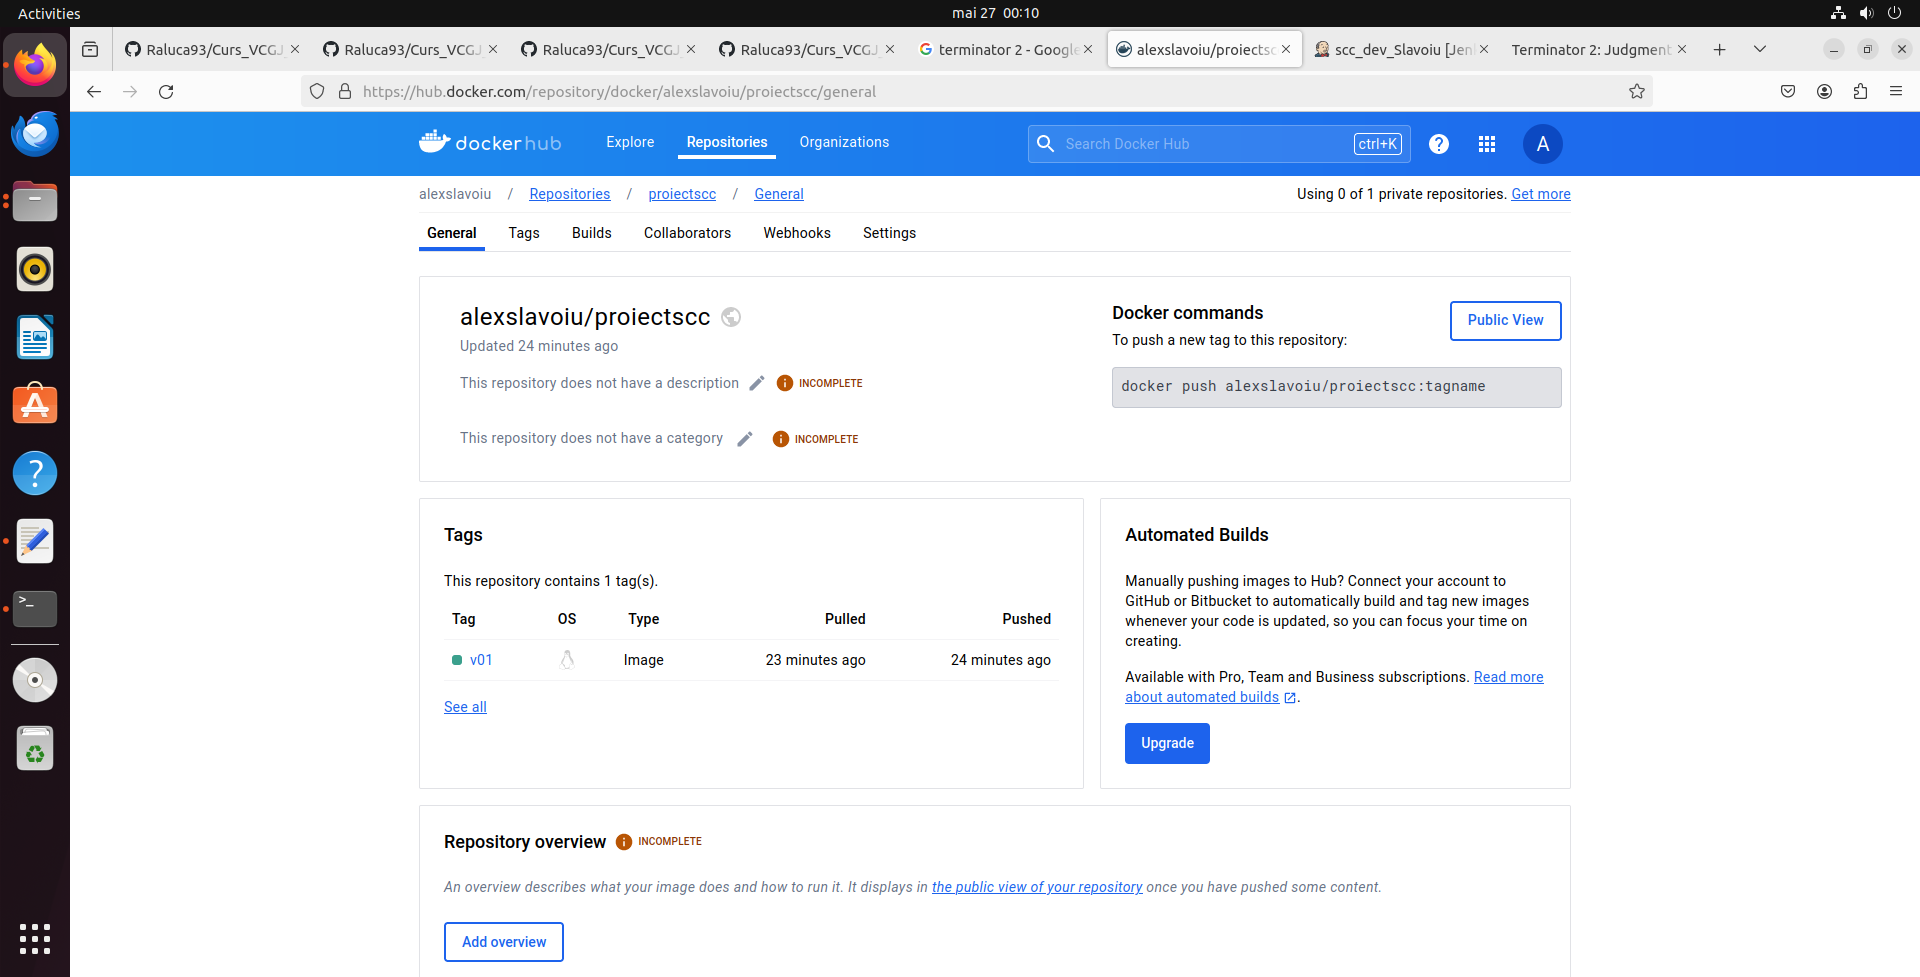 Activities
mai 27 00:10
Raluca93/Curs_VCGJ
Raluca93/Curs_VCGJ
Raluca93/Curs_VCGJ
Raluca93/Curs_VCGJ
terminator 2 - Google
alexslavoiu/proiectsc
scc_dev_Slavoiu [Jen
Terminator 2: Judgment
https://hub.docker.com/repository/docker/alexslavoiu/proiectscc/general
dockerhub
Explore
Repositories
Organizations
Search Docker Hub
ctrl+K
?
A
alexslavoiu / Repositories / proiectscc / General
Using 0 of 1 private repositories. Get more
General
Tags
Builds
Collaborators
Webhooks
Settings
alexslavoiu/proiectscc
Updated 24 minutes ago
This repository does not have a description
INCOMPLETE
This repository does not have a category
INCOMPLETE
Docker commands
Public View
To push a new tag to this repository:
docker push alexslavoiu/proiectscc:tagname
Tags
This repository contains 1 tag(s).
Tag OS Type Pulled Pushed
v01 Image 23 minutes ago 24 minutes ago
See all
Automated Builds
Manually pushing images to Hub? Connect your account to
GitHub or Bitbucket to automatically build and tag new images
whenever your code is updated, so you can focus your time on
creating.
Available with Pro, Team and Business subscriptions. Read more
about automated builds .
Upgrade
Repository overview
INCOMPLETE
An overview describes what your image does and how to run it. It displays in the public view of your repository once you have pushed some content.
Add overview